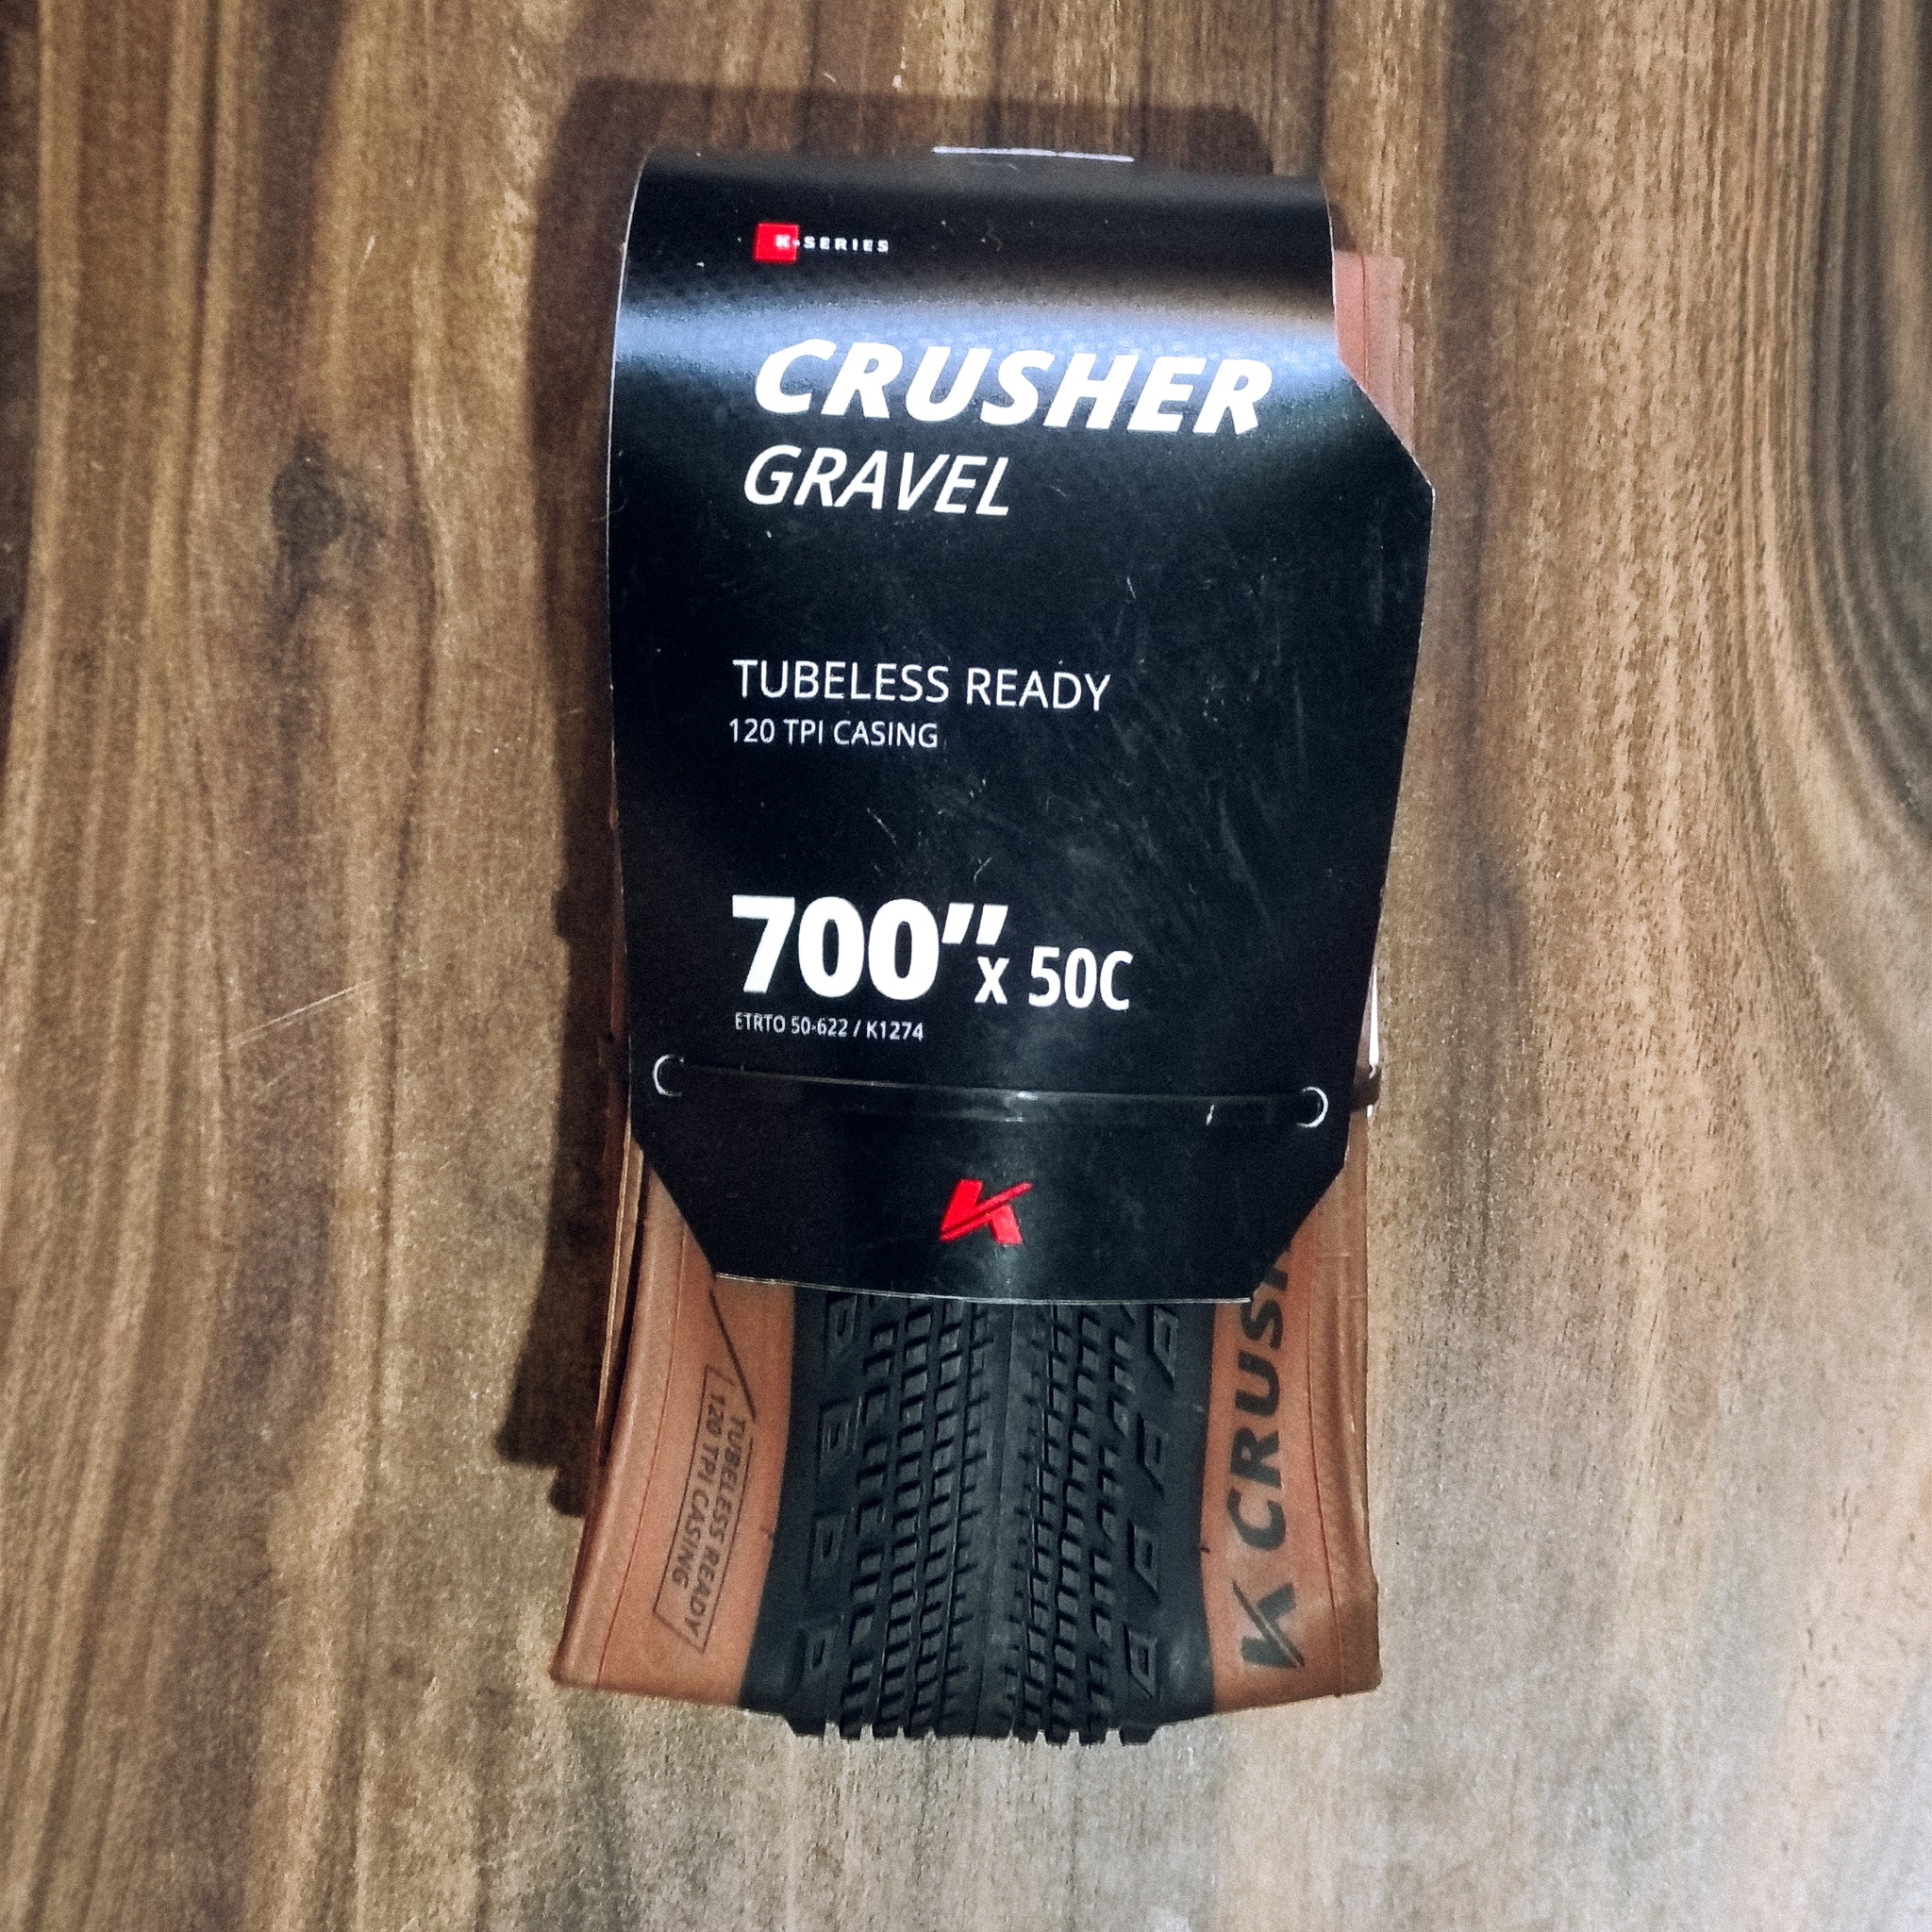 K-SERIES
CRUSHER
GRAVEL
TUBELESS READY
120 TPI CASING
700" x 50C
ETRTO 50-622 / K1274
K
TUBELESS READY
120 TPI CASING
K CRUSH